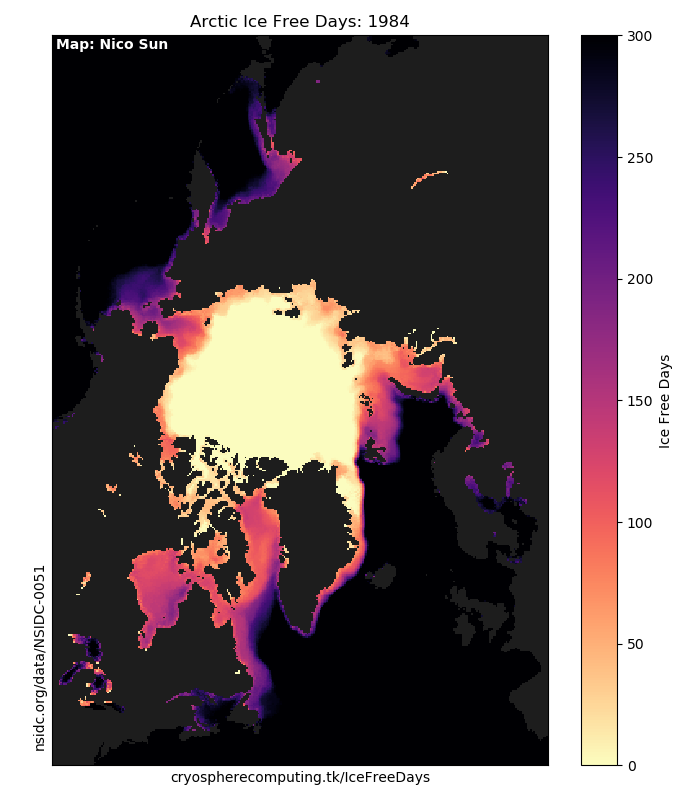 Arctic Ice Free Days: 1984
Map: Nico Sun
300
250
200
150
100
50
0
Ice Free Days
nsidc.org/data/NSIDC-0051
cryospherecomputing.tk/IceFreeDays